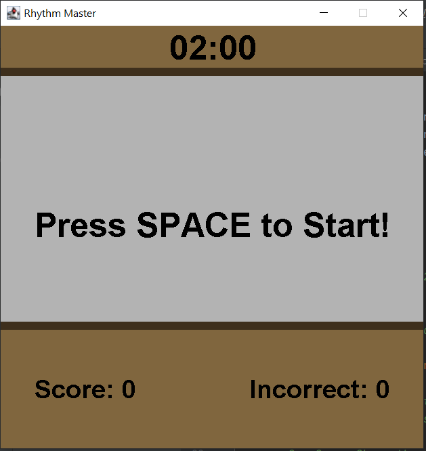 Rhythm Master
02:00
Press SPACE to Start!
Score: 0 Incorrect: 0